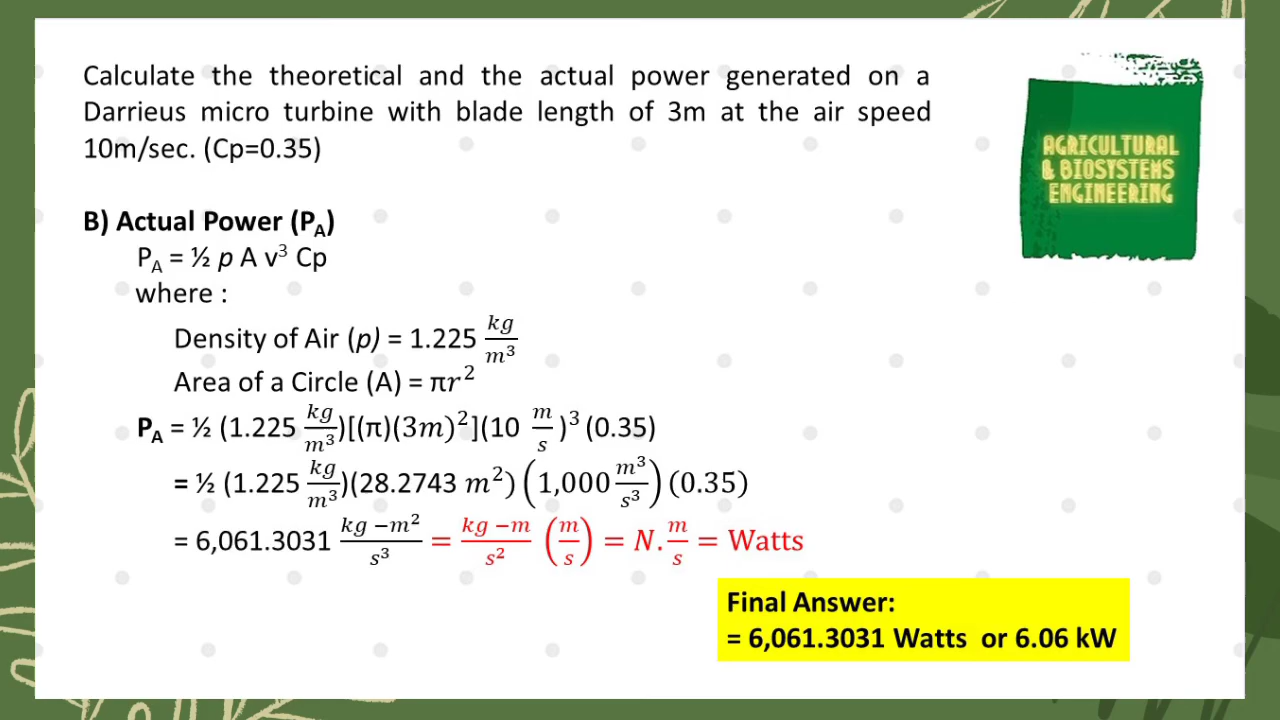 Calculate the theoretical and the actual power generated on a
Darrieus micro turbine with blade length of 3m at the air speed
10m/sec. (Cp=0.35)
AGRICULTURAL
& BIOSYSTEMS
ENGINEERING
B) Actual Power (P_A)
P_A = ½ p A v³ Cp
where :
Density of Air (p) = 1.225 kg/m³
Area of a Circle (A) = πr²
P_A = ½ (1.225 kg/m³)[(π)(3m)²](10 m/s)³ (0.35)
= ½ (1.225 kg/m³)(28.2743 m²) (1,000 m³/s³) (0.35)
= 6,061.3031 kg −m²/s³ = kg −m/s² (m/s) = N. m/s = Watts
Final Answer:
= 6,061.3031 Watts or 6.06 kW